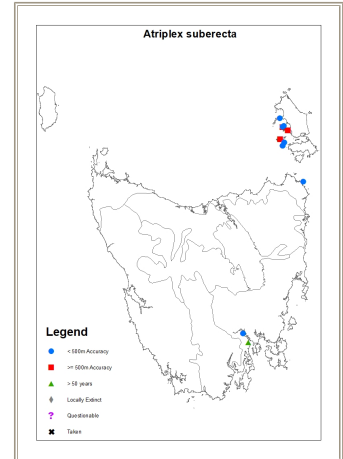 Atriplex suberecta
Legend
< 500m Accuracy
>= 500m Accuracy
> 50 years
Locally Extinct
? Questionable
Taken